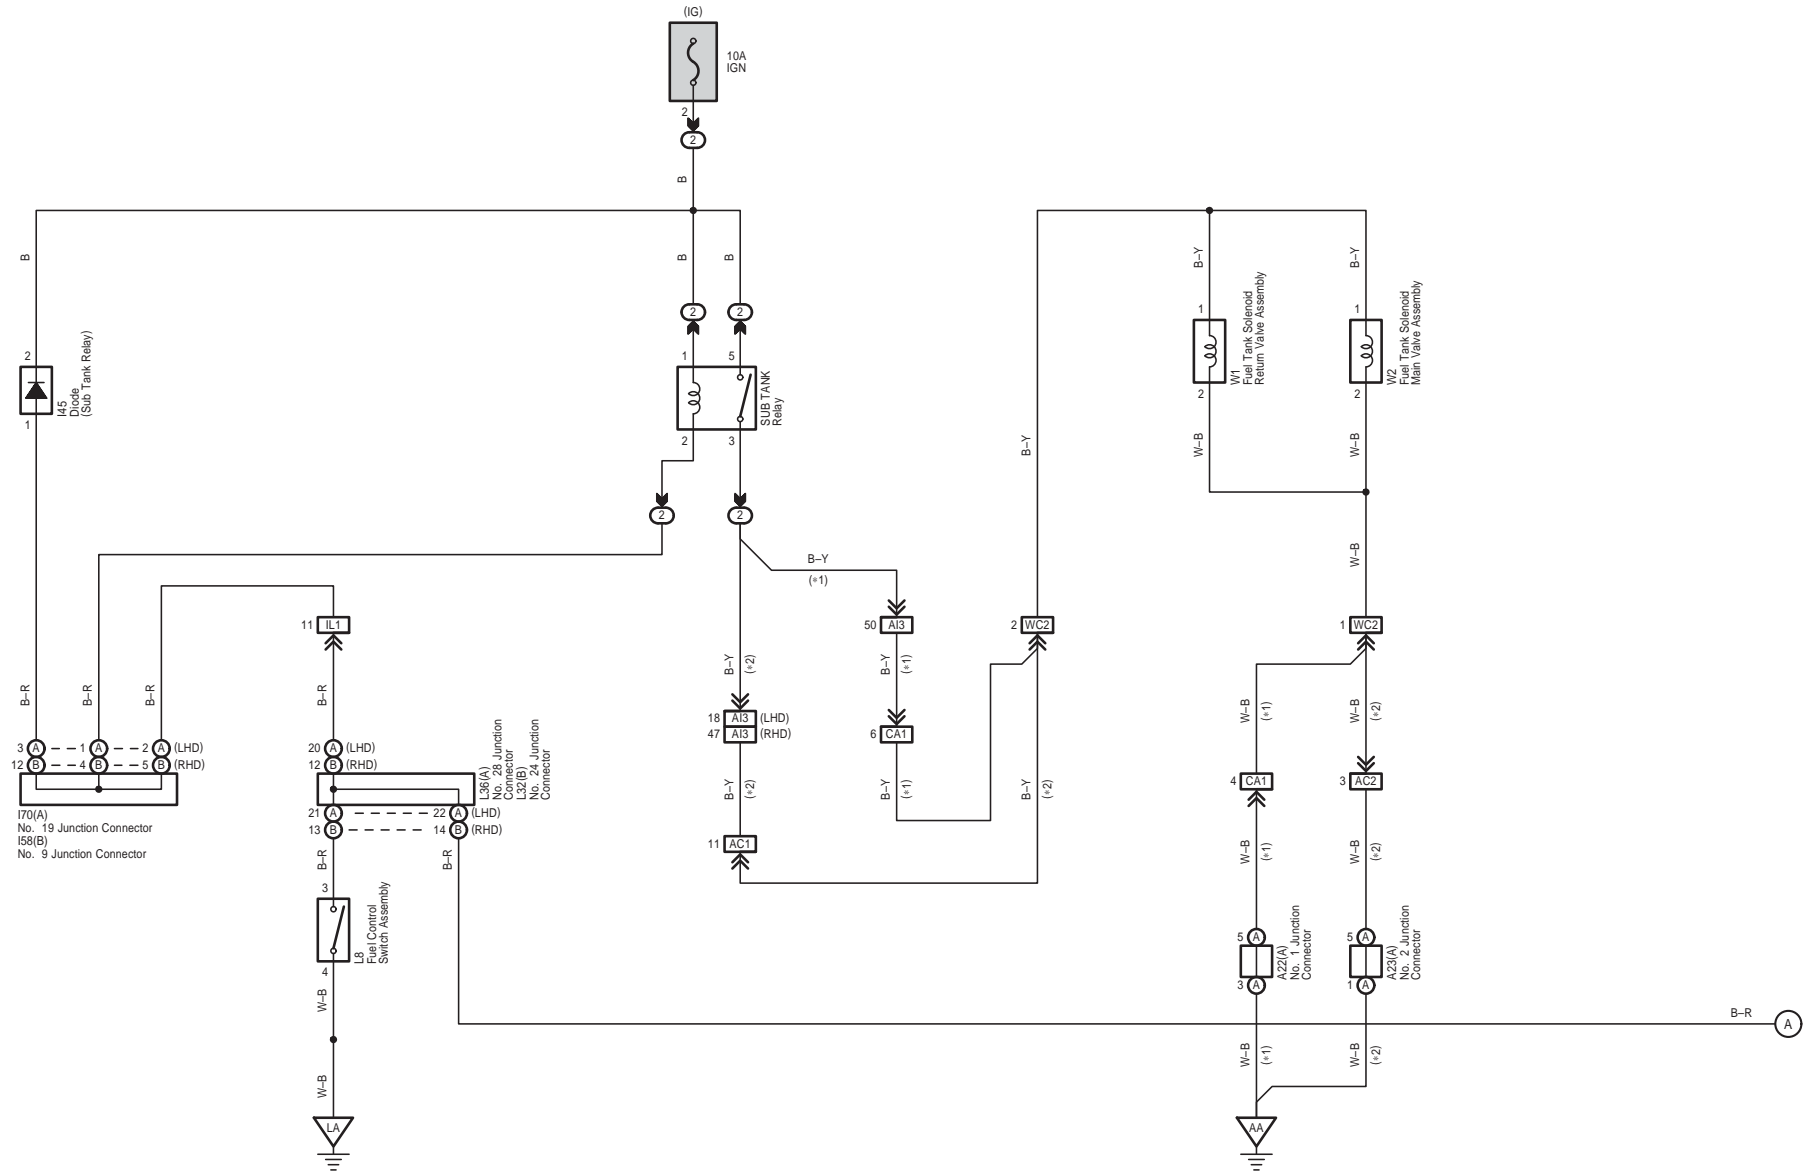 (IG)
10A
IGN
2
2
B
B
B
B
2
2
2
I45
Diode
(Sub Tank Relay)
1
1
5
SUB TANK
Relay
2
3
2
2
B–Y
(*1)
B–Y
B–Y
1
W1
Fuel Tank Solenoid
Return Valve Assembly
2
1
W2
Fuel Tank Solenoid
Main Valve Assembly
2
B–Y
W–B
W–B
W–B
11 IL1
50 AI3
2 WC2
1 WC2
B–R
B–R
B–R
B–R
B–Y
(*2)
B–Y
(*1)
W–B
(*1)
W–B
(*2)
3 A 1 A 2 A (LHD)
12 B 4 B 5 B (RHD)
20 A (LHD)
12 B (RHD)
18 AI3 (LHD)
47 AI3 (RHD)
6 CA1
L36(A)
No. 28 Junction
Connector
L32(B)
No. 24 Junction
Connector
4 CA1
3 AC2
21 A 22 A (LHD)
13 B 14 B (RHD)
I70(A)
No. 19 Junction Connector
I58(B)
No. 9 Junction Connector
B–Y
(*2)
B–Y
(*1)
B–Y
(*2)
11 AC1
B–R
B–R
W–B
(*1)
W–B
(*2)
3
L8
Fuel Control
Switch Assembly
4
5 A
A22(A)
No. 1 Junction
Connector
3 A
5 A
A23(A)
No. 2 Junction
Connector
1 A
W–B
B–R
A
W–B
(*1)
W–B
(*2)
W–B
LA
AA